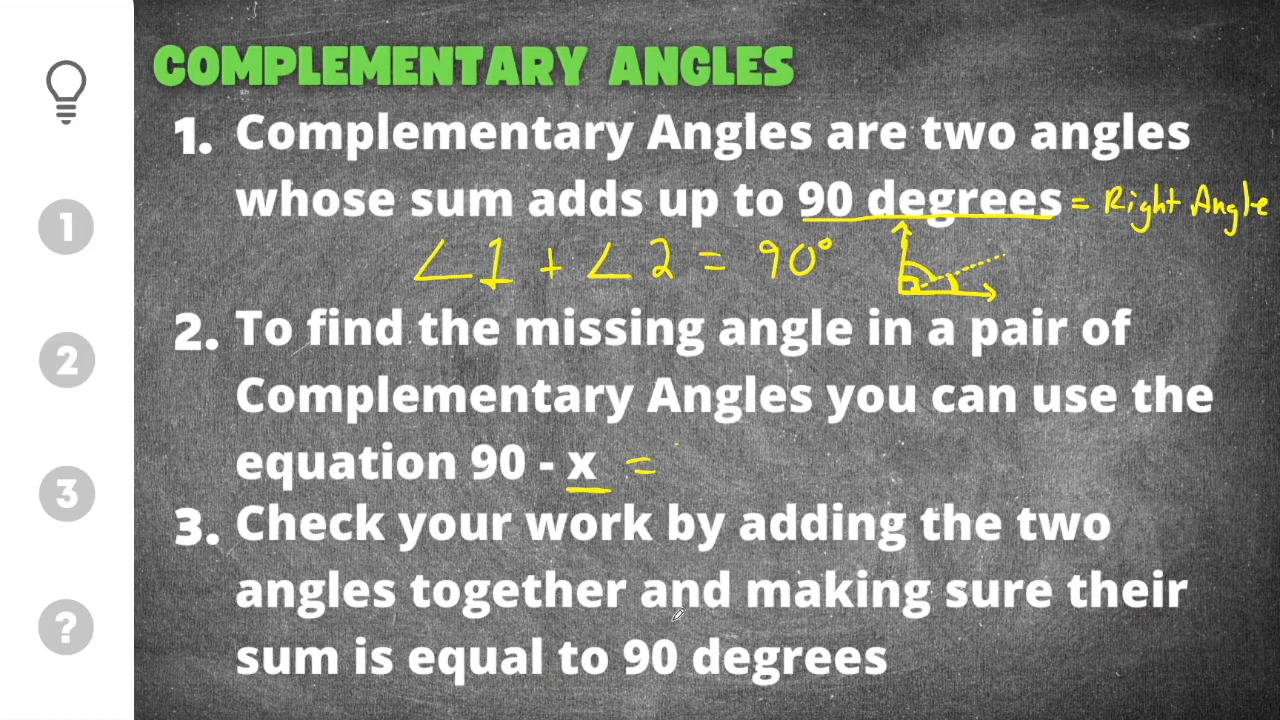 COMPLEMENTARY ANGLES
1. Complementary Angles are two angles
whose sum adds up to 90 degrees = Right Angle
∠1 + ∠2 = 90°
2. To find the missing angle in a pair of
Complementary Angles you can use the
equation 90 - x =
3. Check your work by adding the two
angles together and making sure their
sum is equal to 90 degrees
1
2
3
?